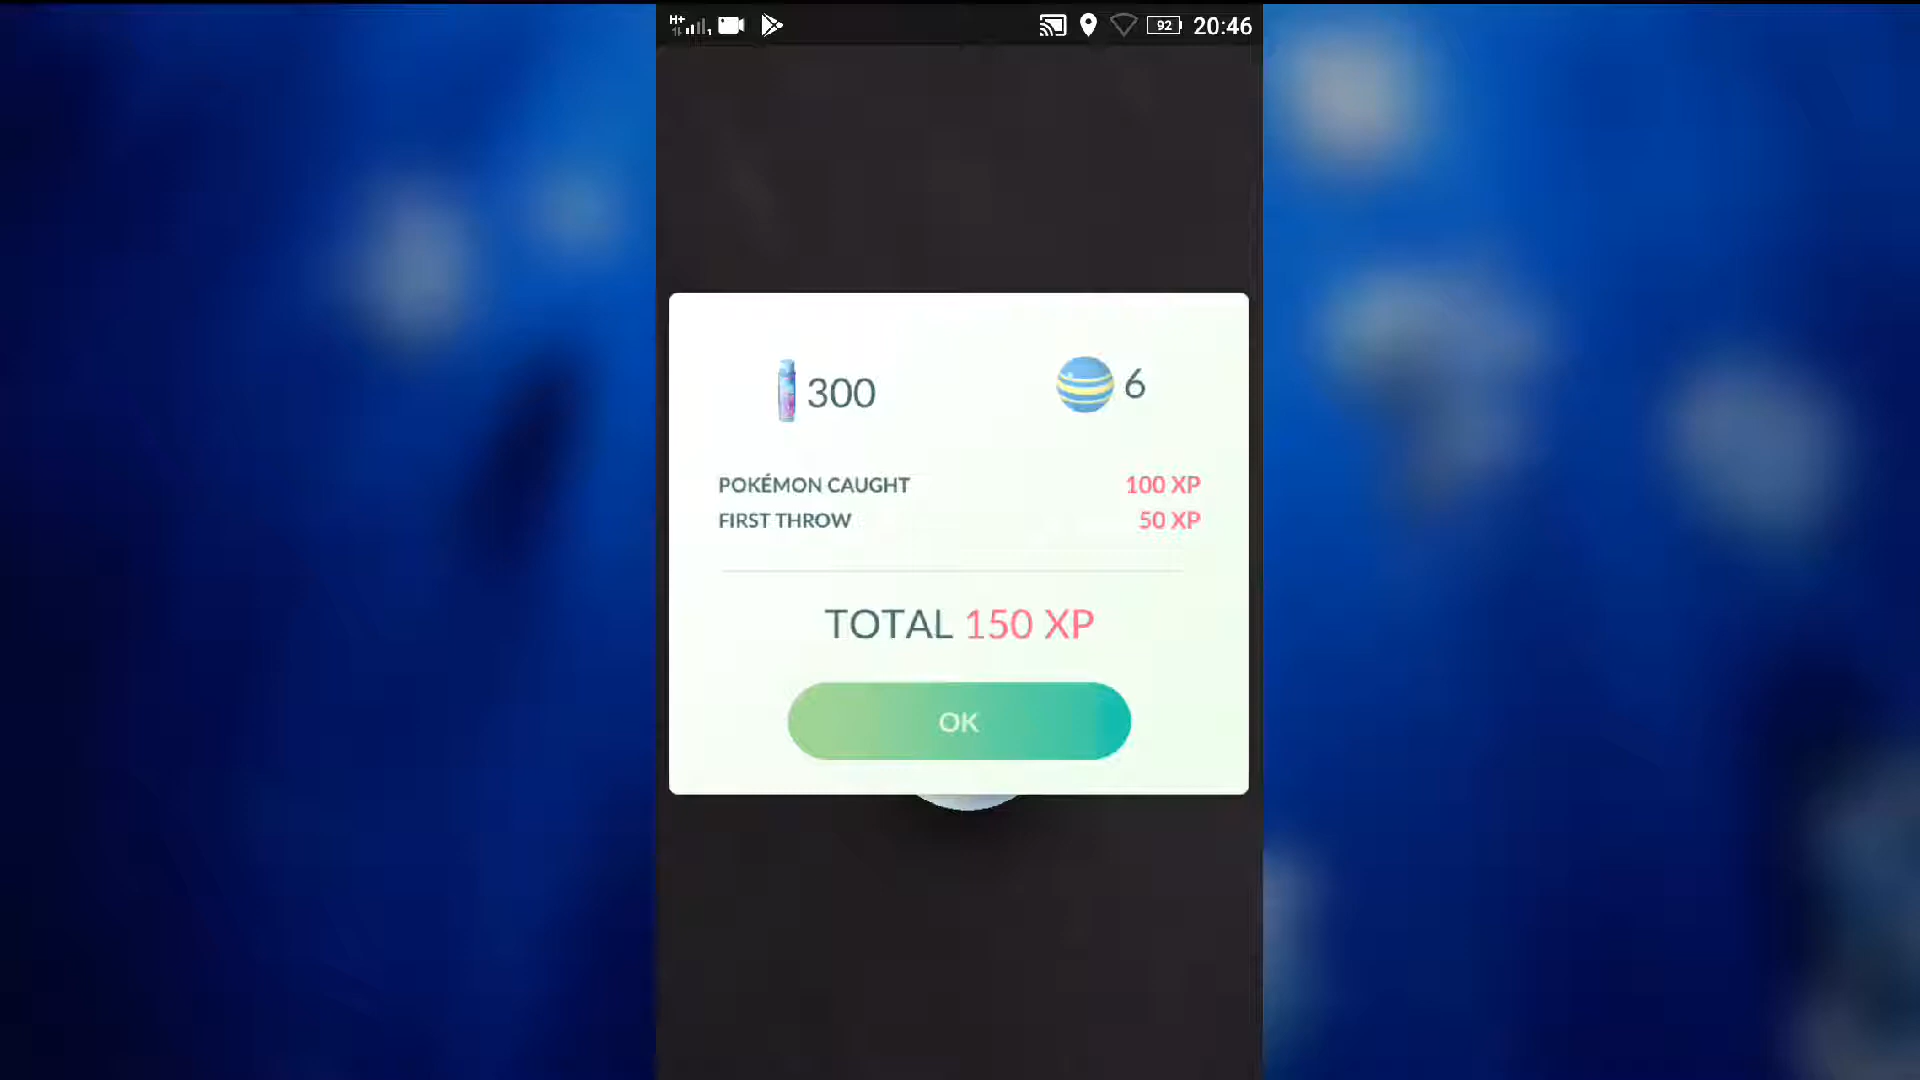 H+ 92 20:46
300 6
POKÉMON CAUGHT 100 XP
FIRST THROW 50 XP
TOTAL 150 XP
OK